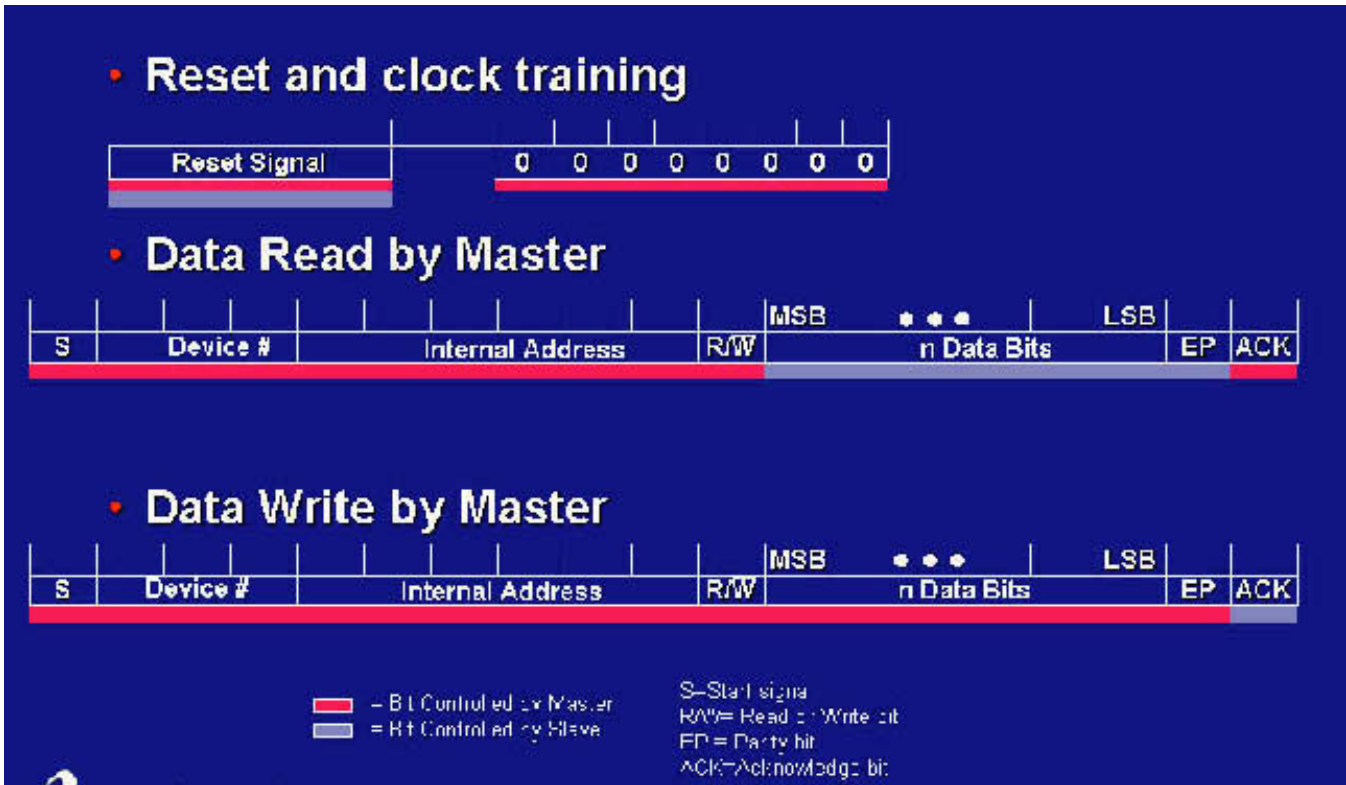 • Reset and clock training
Reset Signal 0 0 0 0 0 0 0 0
• Data Read by Master
MSB ● ● ● LSB
S Device # Internal Address R/W n Data Bits EP ACK
• Data Write by Master
MSB ● ● ● LSB
S Device # Internal Address R/W n Data Bits EP ACK
= Bit Controlled by Master
= Bit Controlled by Slave
S=Start signal
R/W= Read or Write bit
EP = Parity bit
ACK=Acknowledge bit